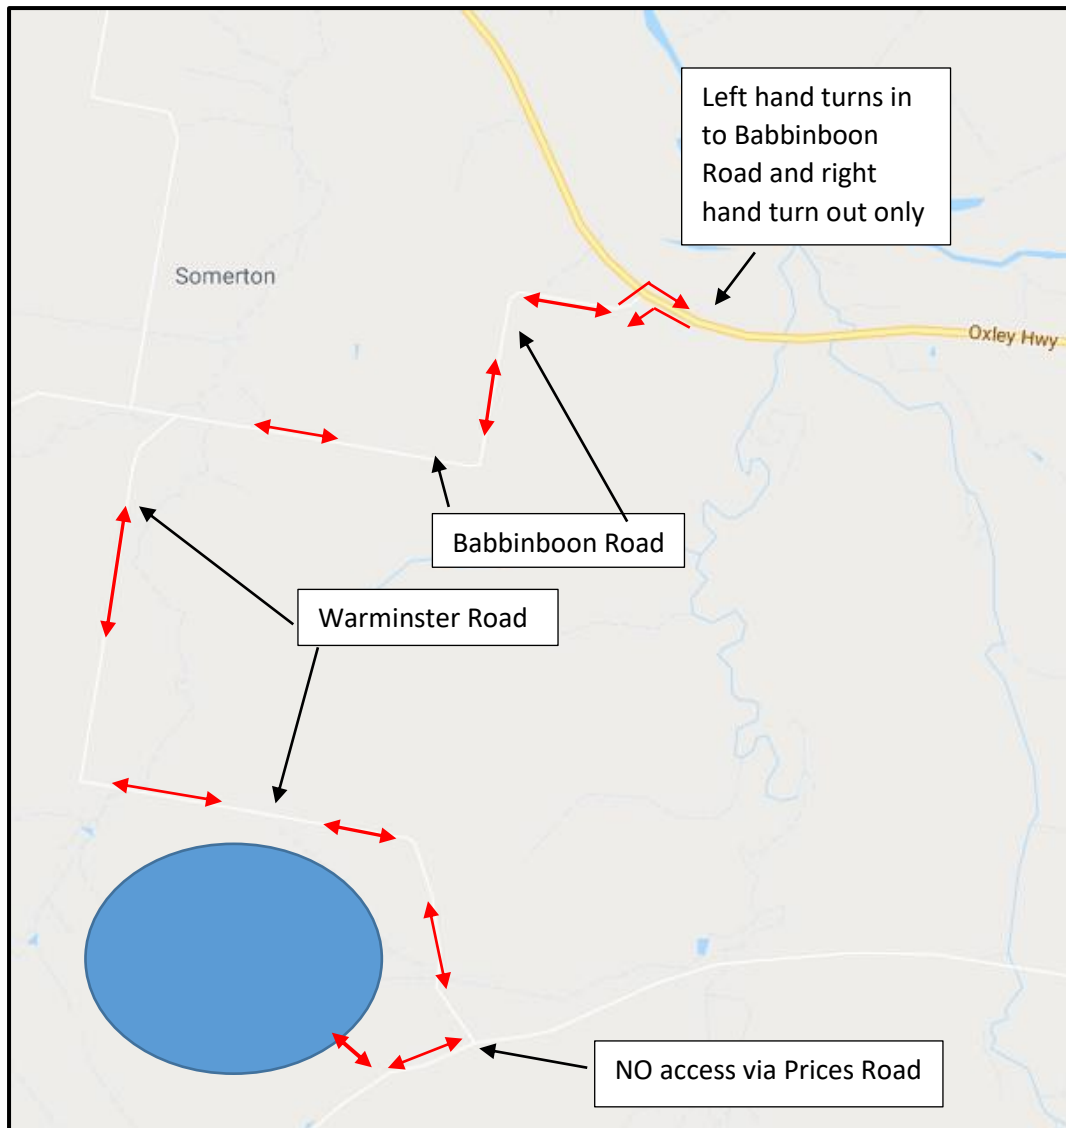 Left hand turns in
to Babbinboon
Road and right
hand turn out only
Somerton
Oxley Hwy
Babbinboon Road
Warminster Road
NO access via Prices Road